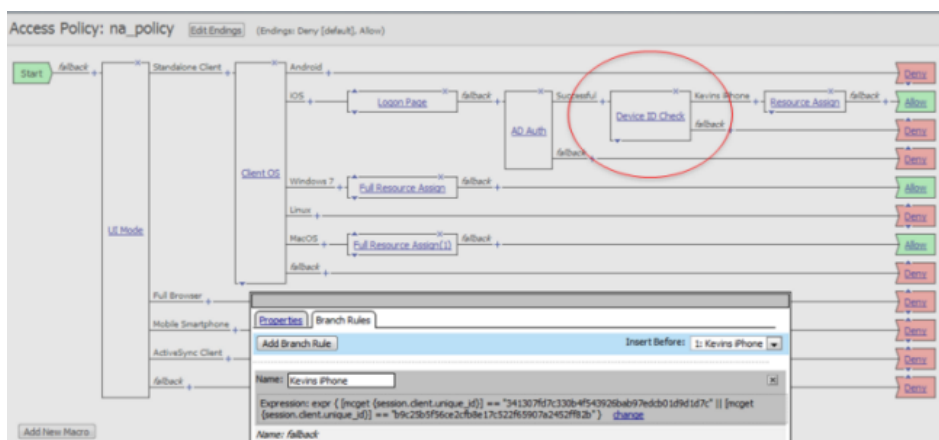 Access Policy: na_policy Edit Endings (Endings: Deny [default], Allow)
Start fallback + Standalone Client + Android + Deny
iOS + Logon Page fallback + Successful + Device ID Check Kevins iPhone + Resource Assign fallback + Allow
AD Auth fallback + Deny
fallback + Deny
Client OS Windows 7 + Full Resource Assign fallback + Allow
Linux + Deny
UI Mode MacOS + Full Resource Assign(1) fallback + Allow
fallback + Deny
Full Browser + Deny
Properties Branch Rules
Mobile Smartphone + Deny
Add Branch Rule Insert Before: 1: Kevins iPhone
ActiveSync Client + Deny
fallback + Deny
Name: Kevins iPhone
Expression: expr { [mcget {session.client.unique_id}] == "341307fd7c330b4f543926bab97edcb01d9d1d7c" || [mcget
{session.client.unique_id}] == "b9c25b5f56ce2cfb8e17c522f65907a2452ff82b" } change
Add New Macro Name: fallback